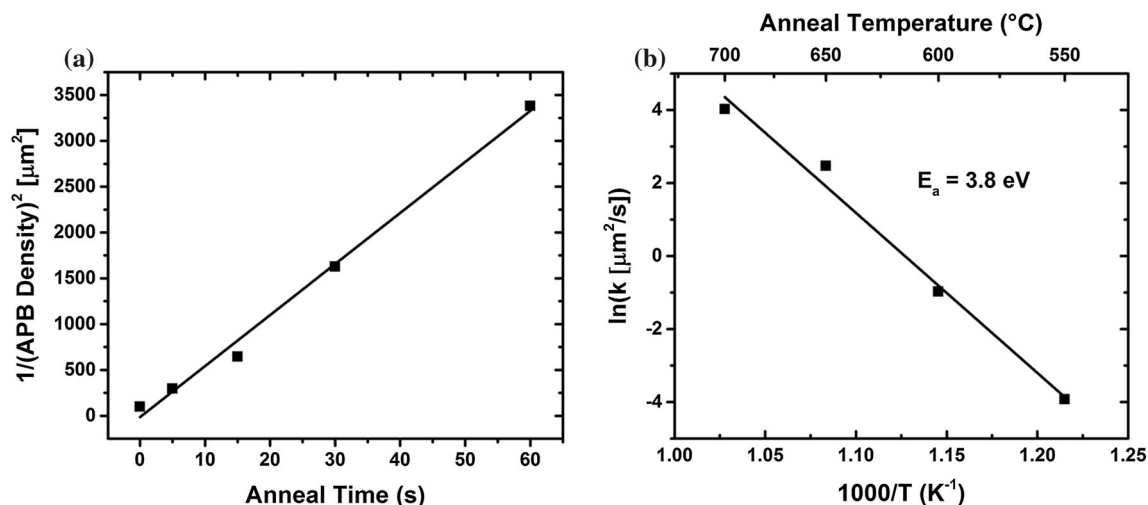 (a)
1/(APB Density)² [μm²]
3500
3000
2500
2000
1500
1000
500
0
0 10 20 30 40 50 60
Anneal Time (s)
(b)
Anneal Temperature (°C)
700 650 600 550
ln(k [μm²/s])
4
2
0
-2
-4
Eₐ = 3.8 eV
1.00 1.05 1.10 1.15 1.20 1.25
1000/T (K⁻¹)